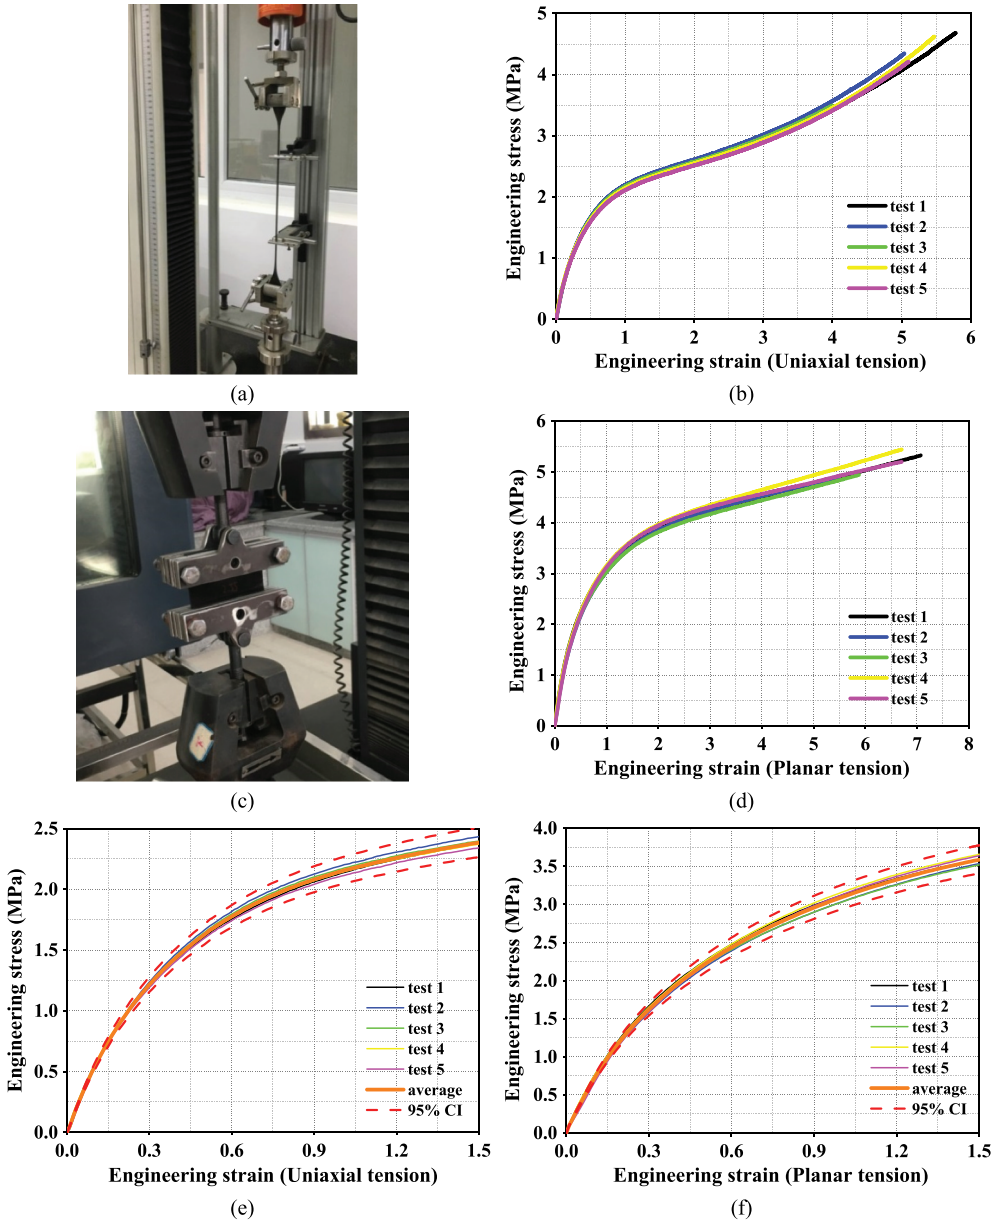 5
4
3
2
1
0
Engineering stress (MPa)
test 1
test 2
test 3
test 4
test 5
0 1 2 3 4 5 6
Engineering strain (Uniaxial tension)
(a)
(b)
6
5
4
3
2
1
0
Engineering stress (MPa)
test 1
test 2
test 3
test 4
test 5
0 1 2 3 4 5 6 7 8
Engineering strain (Planar tension)
(c)
(d)
2.5
2.0
1.5
1.0
0.5
0.0
Engineering stress (MPa)
test 1
test 2
test 3
test 4
test 5
average
95% CI
0.0 0.3 0.6 0.9 1.2 1.5
Engineering strain (Uniaxial tension)
(e)
4.0
3.5
3.0
2.5
2.0
1.5
1.0
0.5
0.0
Engineering stress (MPa)
test 1
test 2
test 3
test 4
test 5
average
95% CI
0.0 0.3 0.6 0.9 1.2 1.5
Engineering strain (Planar tension)
(f)